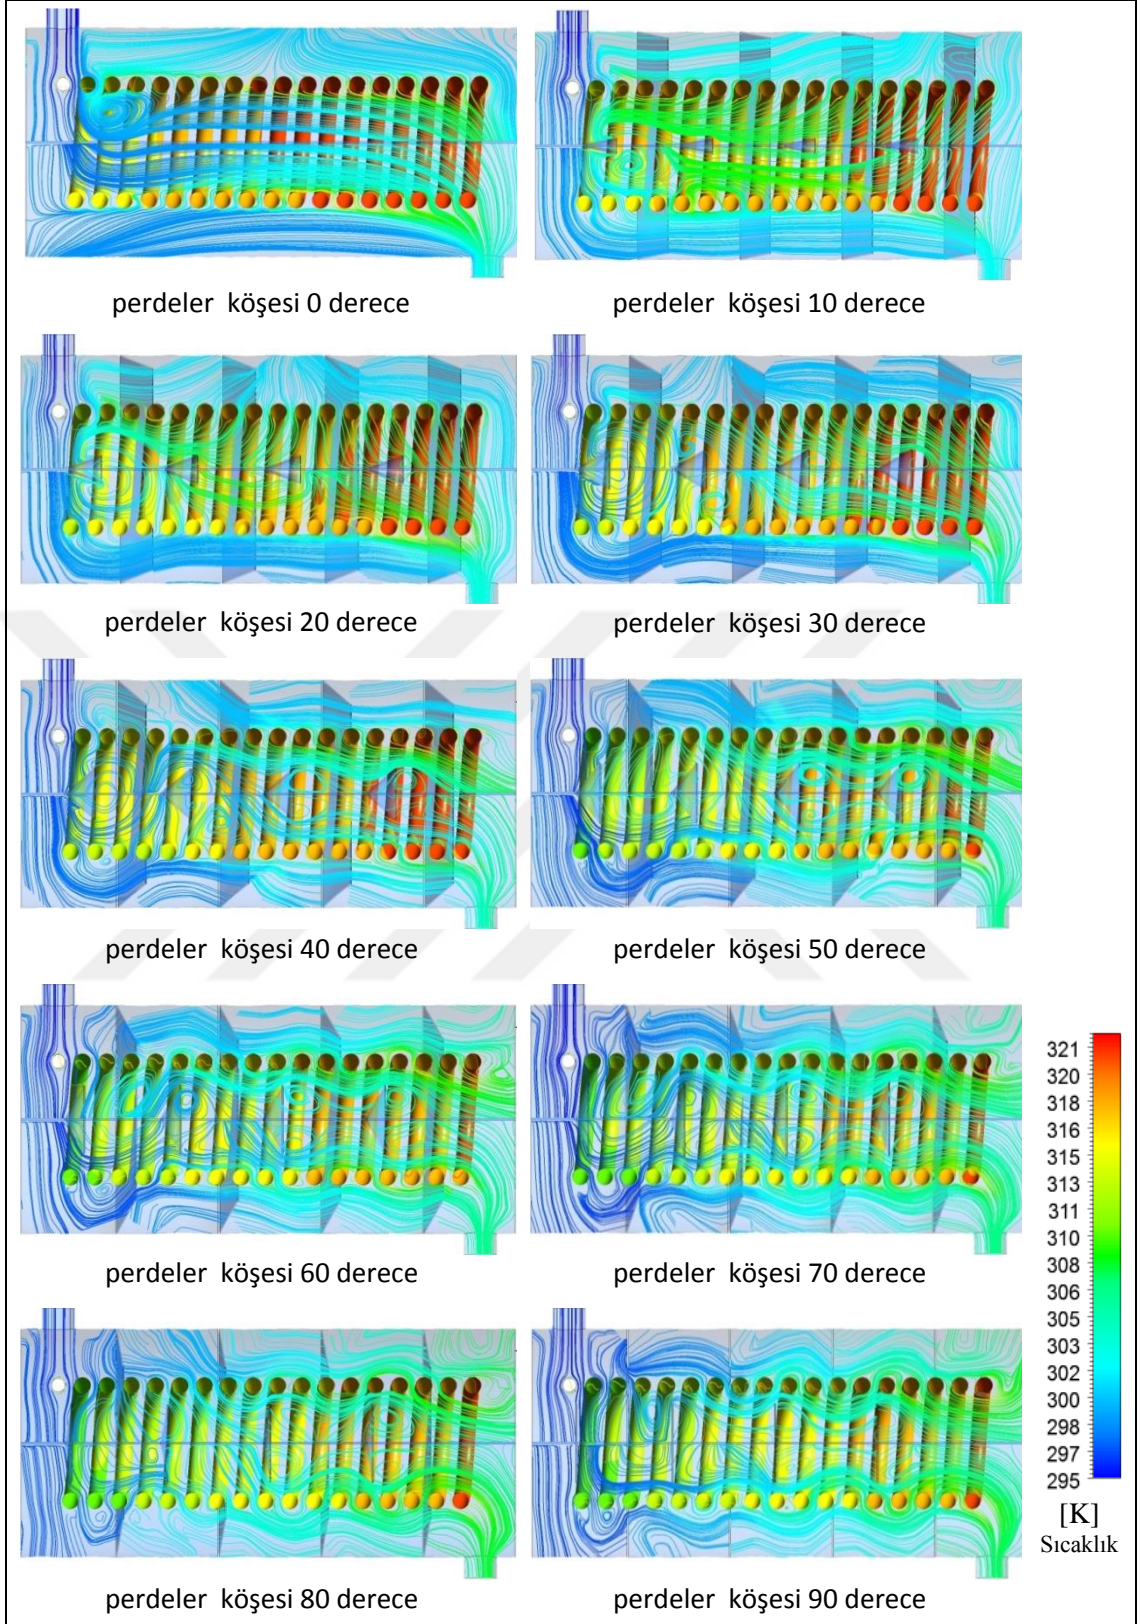 perdeler köşesi 0 derece
perdeler köşesi 10 derece
perdeler köşesi 20 derece
perdeler köşesi 30 derece
perdeler köşesi 40 derece
perdeler köşesi 50 derece
perdeler köşesi 60 derece
perdeler köşesi 70 derece
321
320
318
316
315
313
311
310
308
306
305
303
302
300
298
297
295
[K]
Sıcaklık
perdeler köşesi 80 derece
perdeler köşesi 90 derece